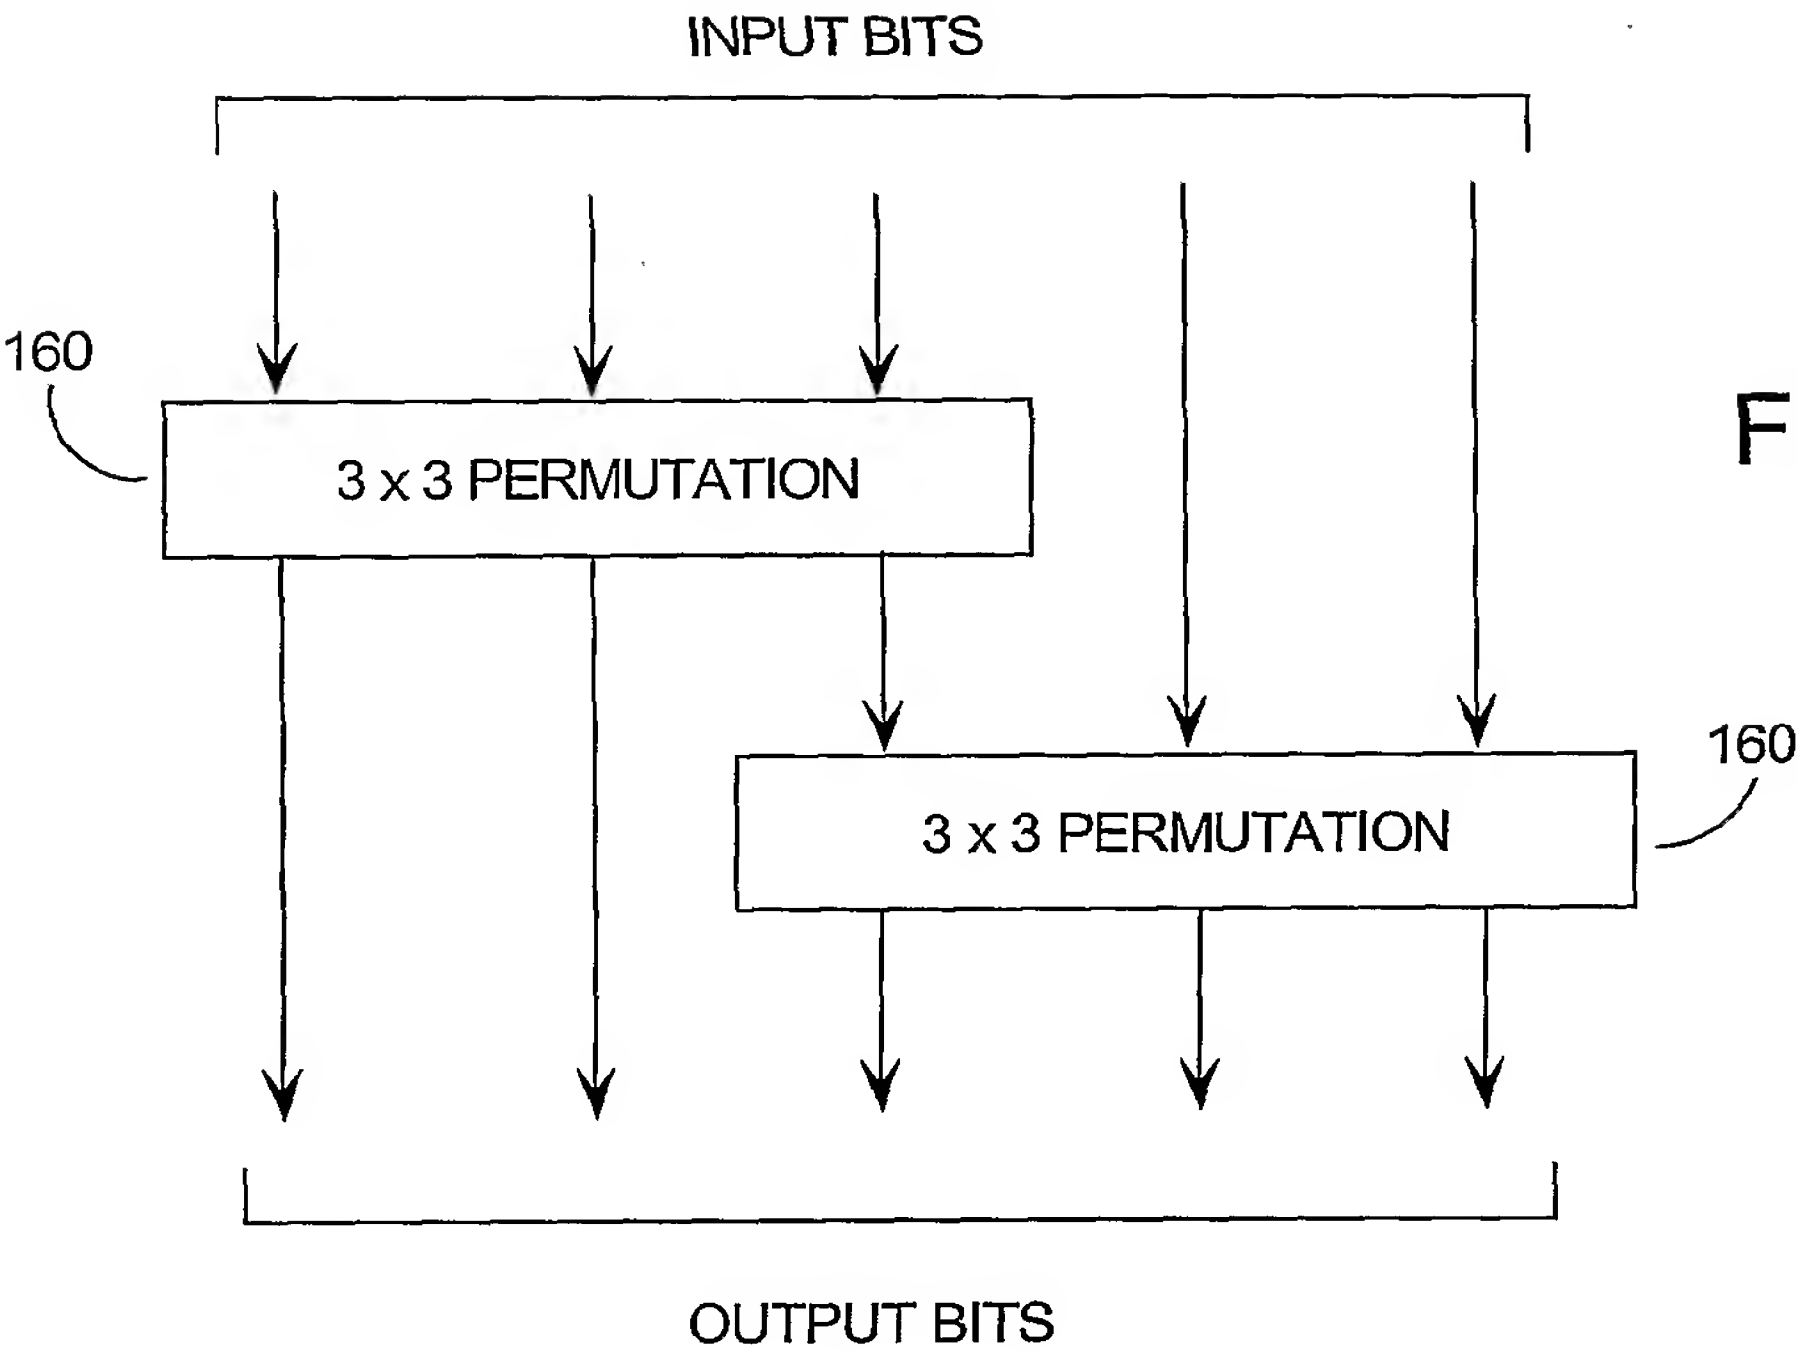 INPUT BITS
160
F
3 x 3 PERMUTATION
160
3 x 3 PERMUTATION
OUTPUT BITS